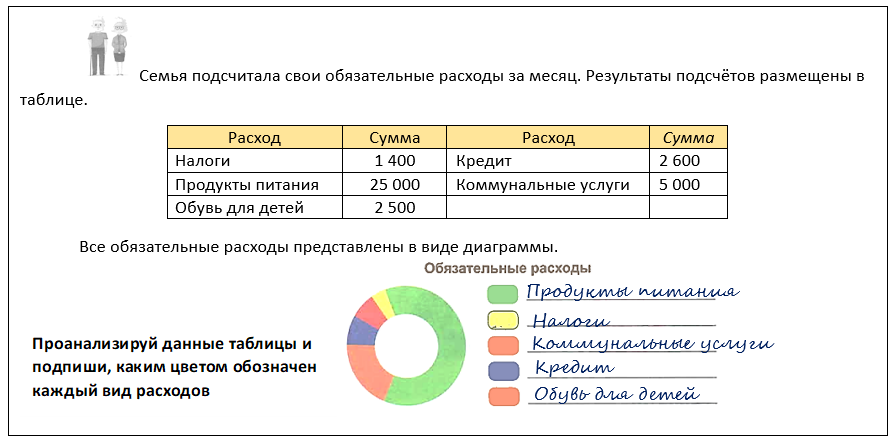 Семья подсчитала свои обязательные расходы за месяц. Результаты подсчётов размещены в
таблице.
Расход Сумма Расход Сумма
Налоги 1 400 Кредит 2 600
Продукты питания 25 000 Коммунальные услуги 5 000
Обувь для детей 2 500
Все обязательные расходы представлены в виде диаграммы.
Обязательные расходы
Продукты питания
Налоги
Коммунальные услуги
Кредит
Обувь для детей
Проанализируй данные таблицы и
подпиши, каким цветом обозначен
каждый вид расходов